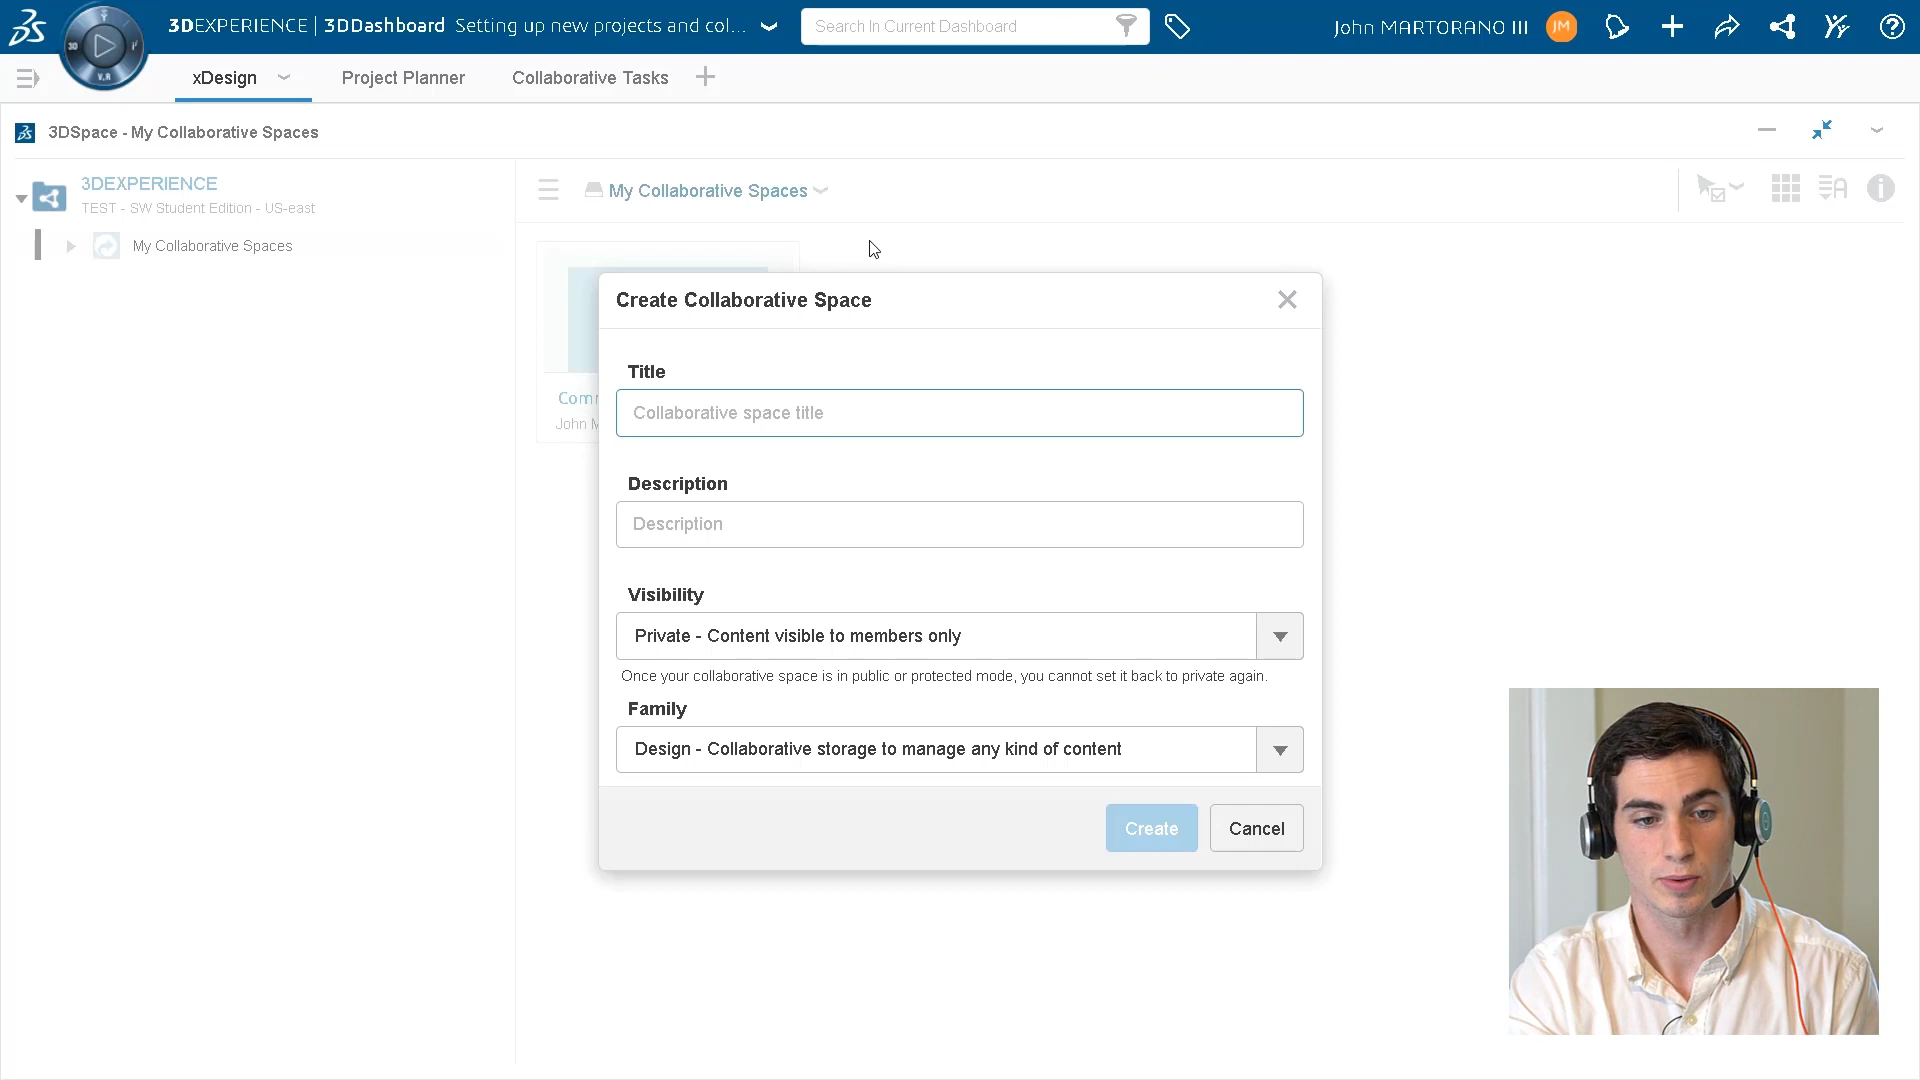 3DEXPERIENCE | 3DDashboard Setting up new projects and col...
Search In Current Dashboard
John MARTORANO III
JM
3D
V.R
xDesign
Project Planner
Collaborative Tasks
3DSpace - My Collaborative Spaces
3DEXPERIENCE
TEST - SW Student Edition - US-east
My Collaborative Spaces
My Collaborative Spaces
Create Collaborative Space
Title
Collaborative space title
Description
Description
Visibility
Private - Content visible to members only
Once your collaborative space is in public or protected mode, you cannot set it back to private again.
Family
Design - Collaborative storage to manage any kind of content
Create
Cancel
John